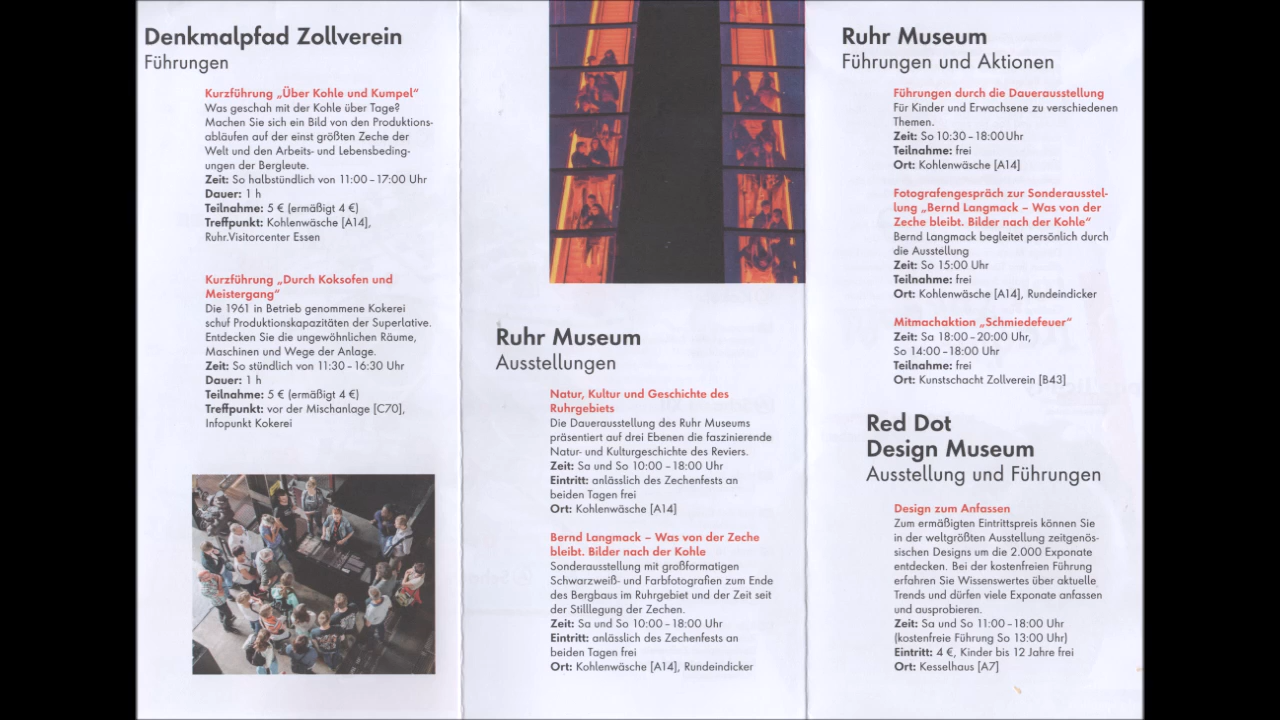 Denkmalpfad Zollverein
Führungen
Kurzführung „Über Kohle und Kumpel“
Was geschah mit der Kohle über Tage?
Machen Sie sich ein Bild von den Produktions-
abläufen auf der einst größten Zeche der
Welt und den Arbeits- und Lebensbeding-
ungen der Bergleute.
Zeit: So halbstündlich von 11:00 – 17:00 Uhr
Dauer: 1 h
Teilnahme: 5 € (ermäßigt 4 €)
Treffpunkt: Kohlenwäsche [A14],
Ruhr.Visitorcenter Essen
Kurzführung „Durch Koksofen und
Meistergang“
Die 1961 in Betrieb genommene Kokerei
schuf Produktionskapazitäten der Superlative.
Entdecken Sie die ungewöhnlichen Räume,
Maschinen und Wege der Anlage.
Zeit: So stündlich von 11:30 – 16:30 Uhr
Dauer: 1 h
Teilnahme: 5 € (ermäßigt 4 €)
Treffpunkt: vor der Mischanlage [C70],
Infopunkt Kokerei
Ruhr Museum
Ausstellungen
Natur, Kultur und Geschichte des
Ruhrgebiets
Die Dauerausstellung des Ruhr Museums
präsentiert auf drei Ebenen die faszinierende
Natur- und Kulturgeschichte des Reviers.
Zeit: Sa und So 10:00 – 18:00 Uhr
Eintritt: anlässlich des Zechenfests an
beiden Tagen frei
Ort: Kohlenwäsche [A14]
Bernd Langmack – Was von der Zeche
bleibt. Bilder nach der Kohle
Sonderausstellung mit großformatigen
Schwarzweiß- und Farbfotografien zum Ende
des Bergbaus im Ruhrgebiet und der Zeit seit
der Stilllegung der Zechen.
Zeit: Sa und So 10:00 – 18:00 Uhr
Eintritt: anlässlich des Zechenfests an
beiden Tagen frei
Ort: Kohlenwäsche [A14], Rundeindicker
Ruhr Museum
Führungen und Aktionen
Führungen durch die Dauerausstellung
Für Kinder und Erwachsene zu verschiedenen
Themen.
Zeit: So 10:30 – 18:00 Uhr
Teilnahme: frei
Ort: Kohlenwäsche [A14]
Fotografengespräch zur Sonderausstel-
lung „Bernd Langmack – Was von der
Zeche bleibt. Bilder nach der Kohle“
Bernd Langmack begleitet persönlich durch
die Ausstellung
Zeit: So 15:00 Uhr
Teilnahme: frei
Ort: Kohlenwäsche [A14], Rundeindicker
Mitmachaktion „Schmiedefeuer“
Zeit: Sa 18:00 – 20:00 Uhr,
So 14:00 – 18:00 Uhr
Teilnahme: frei
Ort: Kunstschacht Zollverein [B43]
Red Dot
Design Museum
Ausstellung und Führungen
Design zum Anfassen
Zum ermäßigten Eintrittspreis können Sie
in der weltgrößten Ausstellung zeitgenös-
sischen Designs um die 2.000 Exponate
entdecken. Bei der kostenfreien Führung
erfahren Sie Wissenswertes über aktuelle
Trends und dürfen viele Exponate anfassen
und ausprobieren.
Zeit: Sa und So 11:00 – 18:00 Uhr
(kostenfreie Führung So 13:00 Uhr)
Eintritt: 4 €, Kinder bis 12 Jahre frei
Ort: Kesselhaus [A7]